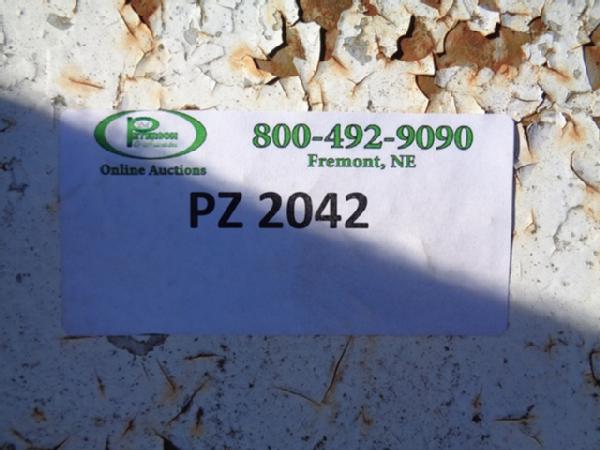 800-492-9090
Fremont, NE
Online Auctions
PZ 2042